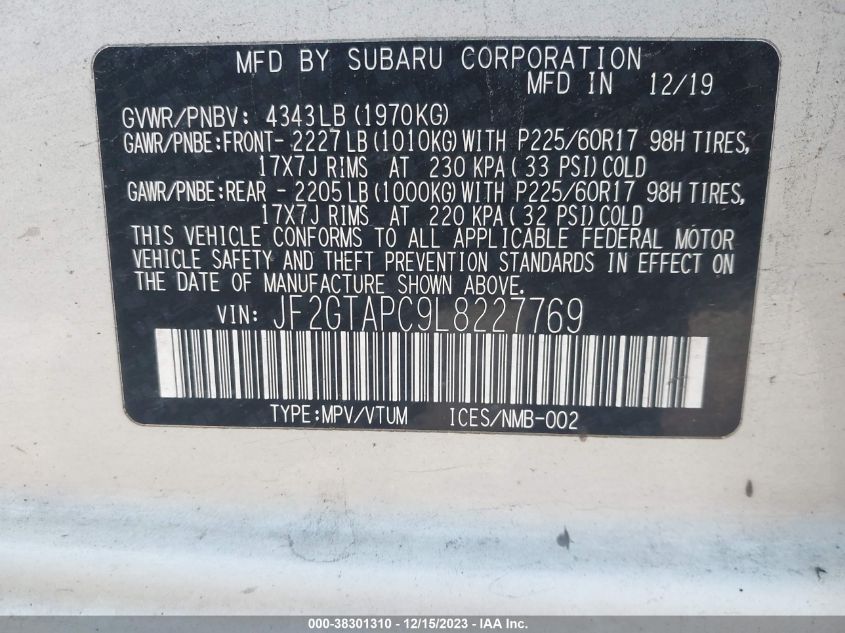 MFD BY SUBARU CORPORATION
MFD IN 12/19
GVWR/PNBV: 4343LB (1970KG)
GAWR/PNBE:FRONT- 2227 LB (1010KG) WITH P225/60R17 98H TIRES,
17X7J RIMS AT 230 KPA ( 33 PSI) COLD
GAWR/PNBE:REAR - 2205 LB (1000KG) WITH P225/60R17 98H TIRES,
17X7J RIMS AT 220 KPA ( 32 PSI) COLD
THIS VEHICLE CONFORMS TO ALL APPLICABLE FEDERAL MOTOR
VEHICLE SAFETY AND THEFT PREVENTION STANDARDS IN EFFECT ON
THE DATE OF MANUFACTURE SHOWN ABOVE.
VIN: JF2GTAPC9L8227769
TYPE:MPV/VTUM ICES/NMB-002
000-38301310 - 12/15/2023 - IAA Inc.